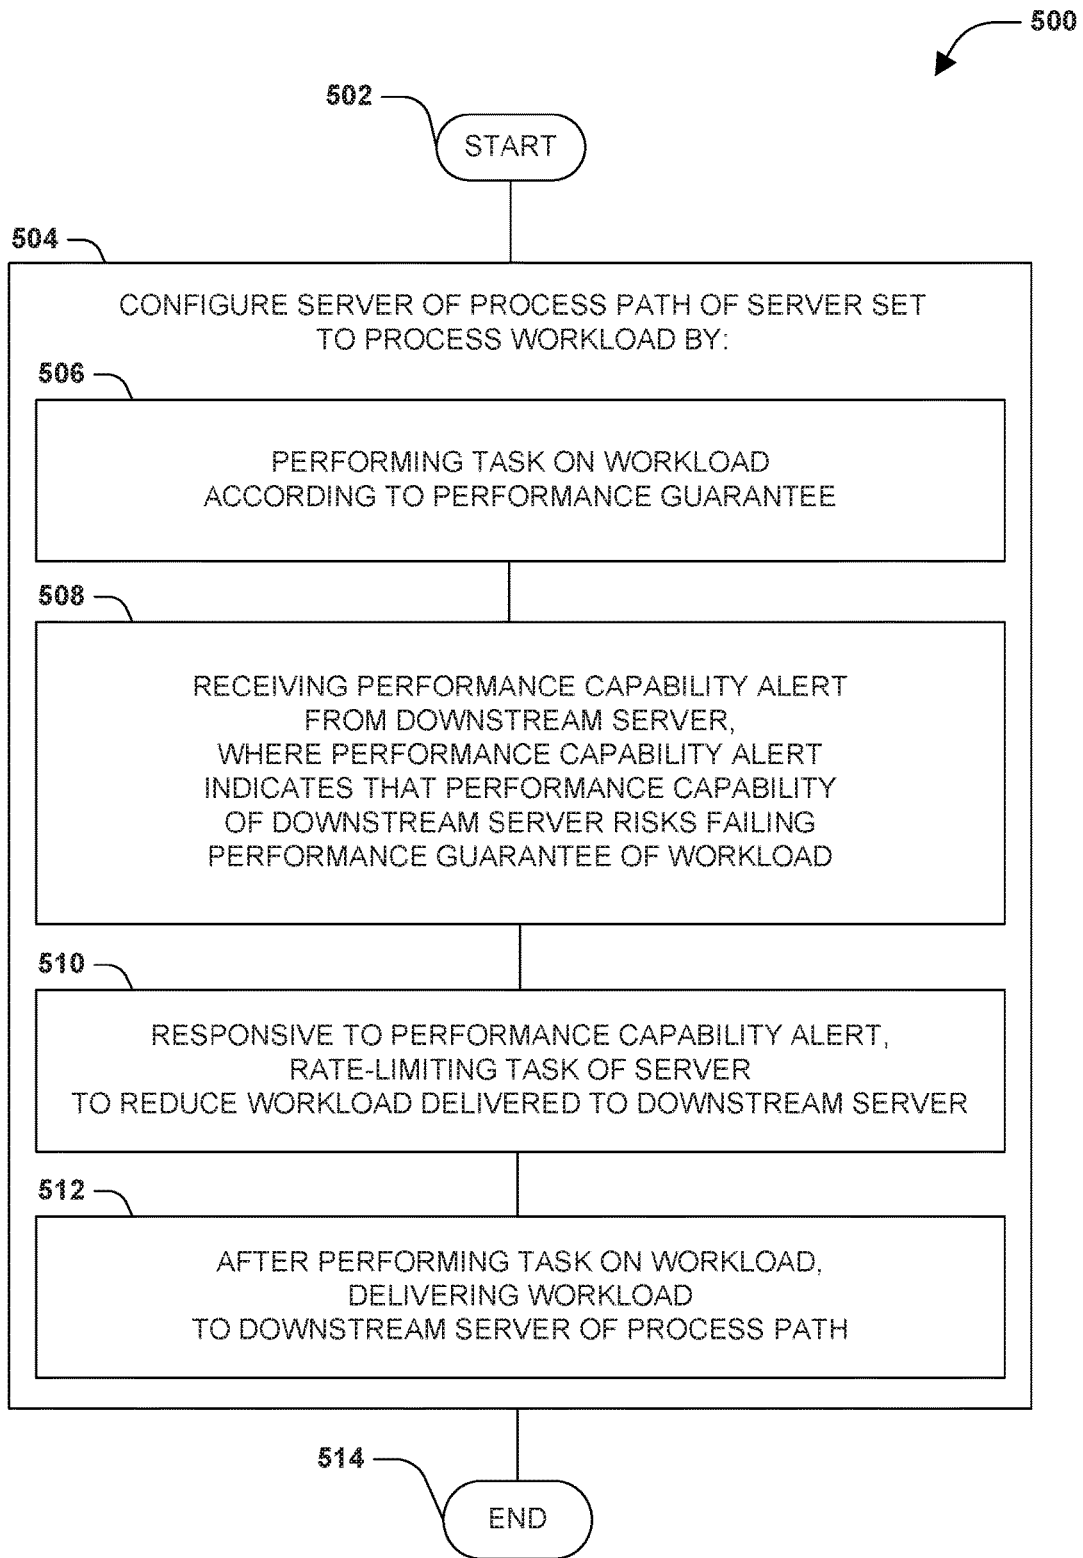 500
502
START
504
CONFIGURE SERVER OF PROCESS PATH OF SERVER SET
TO PROCESS WORKLOAD BY:
506
PERFORMING TASK ON WORKLOAD
ACCORDING TO PERFORMANCE GUARANTEE
508
RECEIVING PERFORMANCE CAPABILITY ALERT
FROM DOWNSTREAM SERVER,
WHERE PERFORMANCE CAPABILITY ALERT
INDICATES THAT PERFORMANCE CAPABILITY
OF DOWNSTREAM SERVER RISKS FAILING
PERFORMANCE GUARANTEE OF WORKLOAD
510
RESPONSIVE TO PERFORMANCE CAPABILITY ALERT,
RATE-LIMITING TASK OF SERVER
TO REDUCE WORKLOAD DELIVERED TO DOWNSTREAM SERVER
512
AFTER PERFORMING TASK ON WORKLOAD,
DELIVERING WORKLOAD
TO DOWNSTREAM SERVER OF PROCESS PATH
514
END